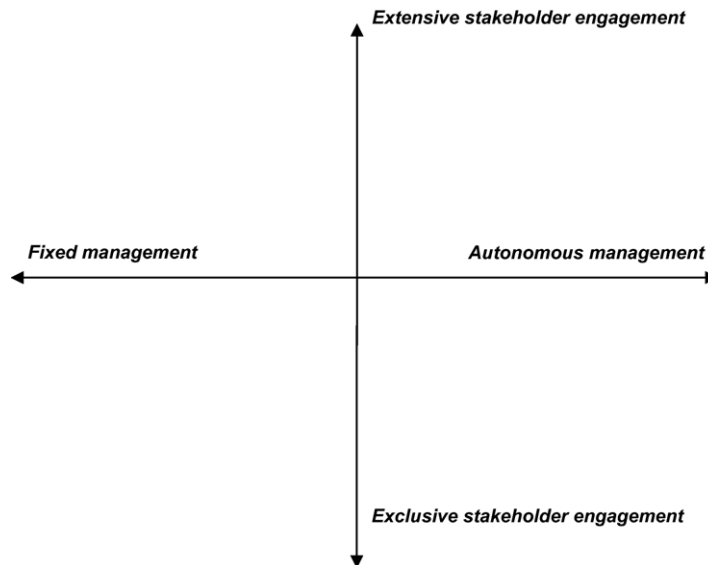 Extensive stakeholder engagement
Fixed management
Autonomous management
Exclusive stakeholder engagement